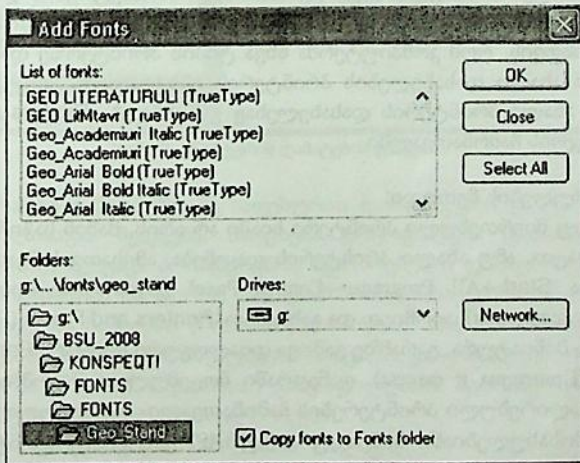 Add Fonts
List of fonts:
GEO LITERATURULI (TrueType)
GEO LitMtavr (TrueType)
Geo_Academiuri Italic (TrueType)
Geo_Academiuri (TrueType)
Geo_Arial Bold (TrueType)
Geo_Arial Bold Italic (TrueType)
Geo_Arial Italic (TrueType)
OK
Close
Select All
Folders:
g:\...\fonts\geo_stand
g:\
BSU_2008
KONSPEQTI
FONTS
FONTS
Geo_Stand
Drives:
g:
Network...
Copy fonts to Fonts folder